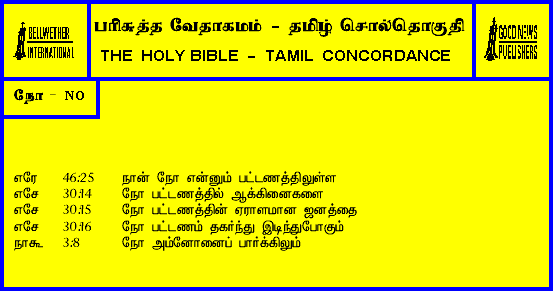 BELLWETHER
INTERNATIONAL
பரிசுத்த வேதாகமம் - தமிழ் சொல்தொகுதி
THE HOLY BIBLE - TAMIL CONCORDANCE
GOOD NEWS
PUBLISHERS
நோ - NO
எரே 46:25 நான் நோ என்னும் பட்டணத்திலுள்ள
எசே 30:14 நோ பட்டணத்தில் ஆக்கினைகளை
எசே 30:15 நோ பட்டணத்தின் ஏராளமான ஜனத்தை
எசே 30:16 நோ பட்டணம் தகர்ந்து இடிந்துபோகும்
நாகூ 3:8 நோ அம்னோனைப் பார்க்கிலும்